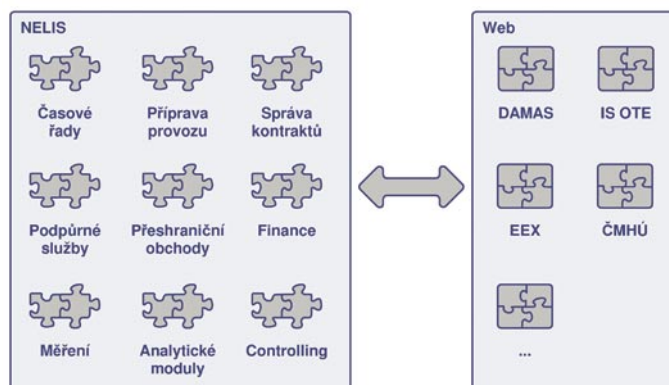 NELIS
Časové
řady
Příprava
provozu
Správa
kontraktů
Podpůrné
služby
Přeshraniční
obchody
Finance
Měření
Analytické
moduly
Controlling
Web
DAMAS
IS OTE
EEX
ČMHÚ
...